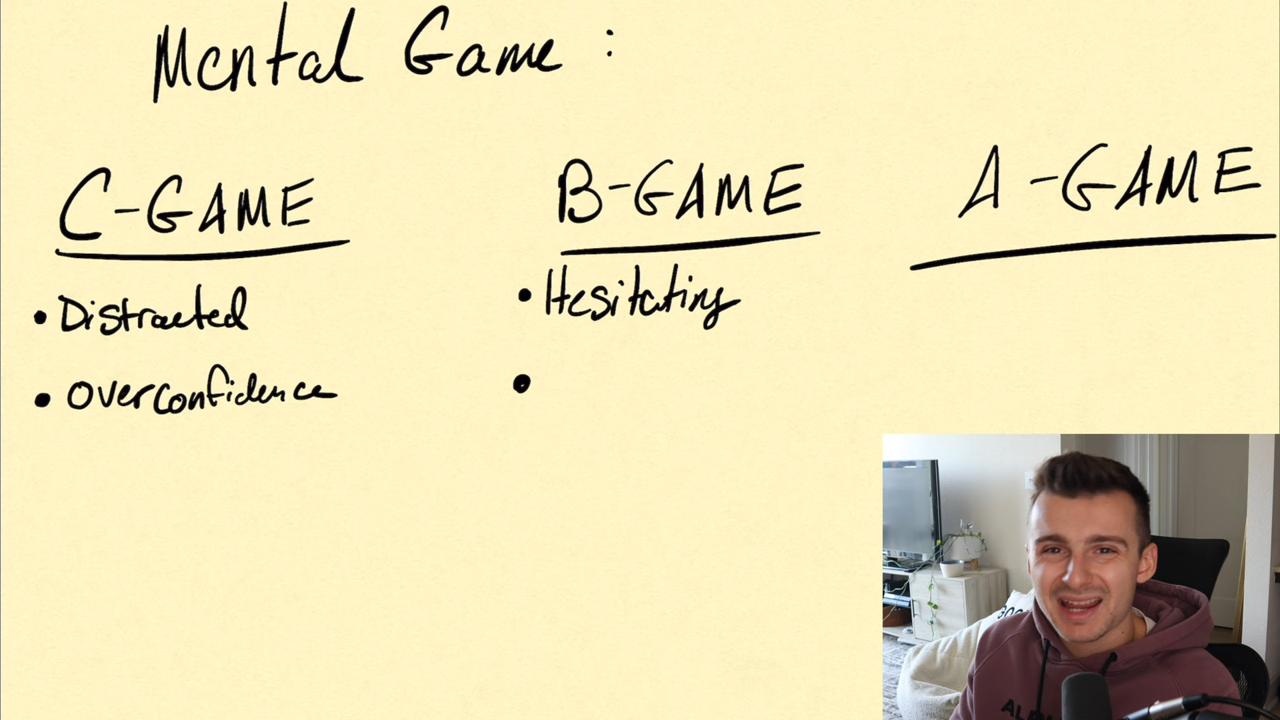 Mental Game :
C-GAME
B-GAME
A-GAME
• Distracted
• Overconfidence
• Hesitating
•